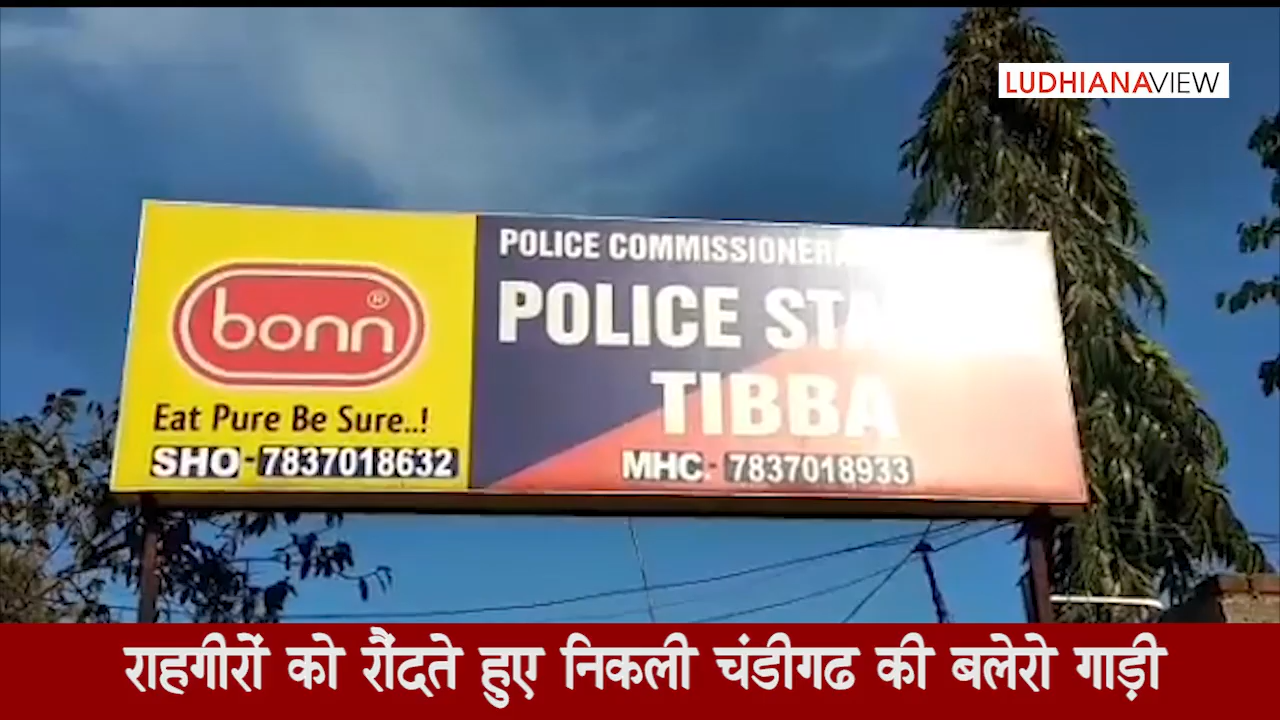 LUDHIANAVIEW
POLICE COMMISSIONERA
POLICE STA
TIBBA
MHC- 7837018933
bonn®
Eat Pure Be Sure..!
SHO-7837018632
राहगीरों को रौंदते हुए निकली चंडीगढ की बलेरो गाड़ी